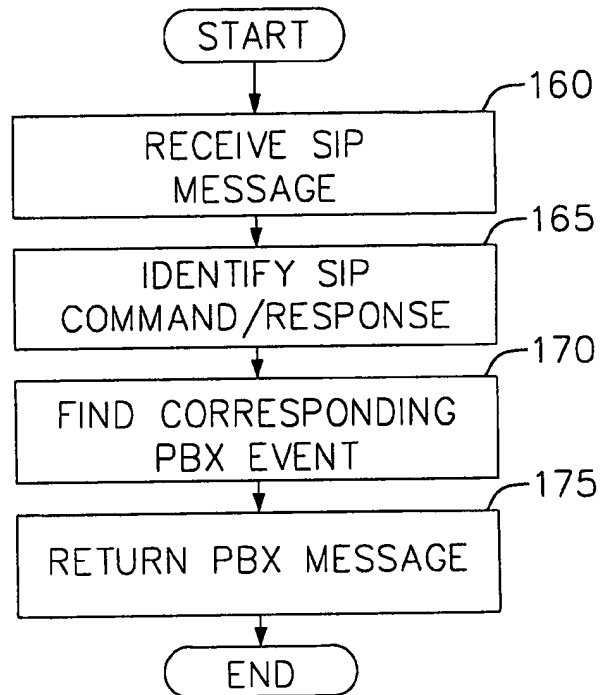 START
160
RECEIVE SIP
MESSAGE
165
IDENTIFY SIP
COMMAND/RESPONSE
170
FIND CORRESPONDING
PBX EVENT
175
RETURN PBX MESSAGE
END